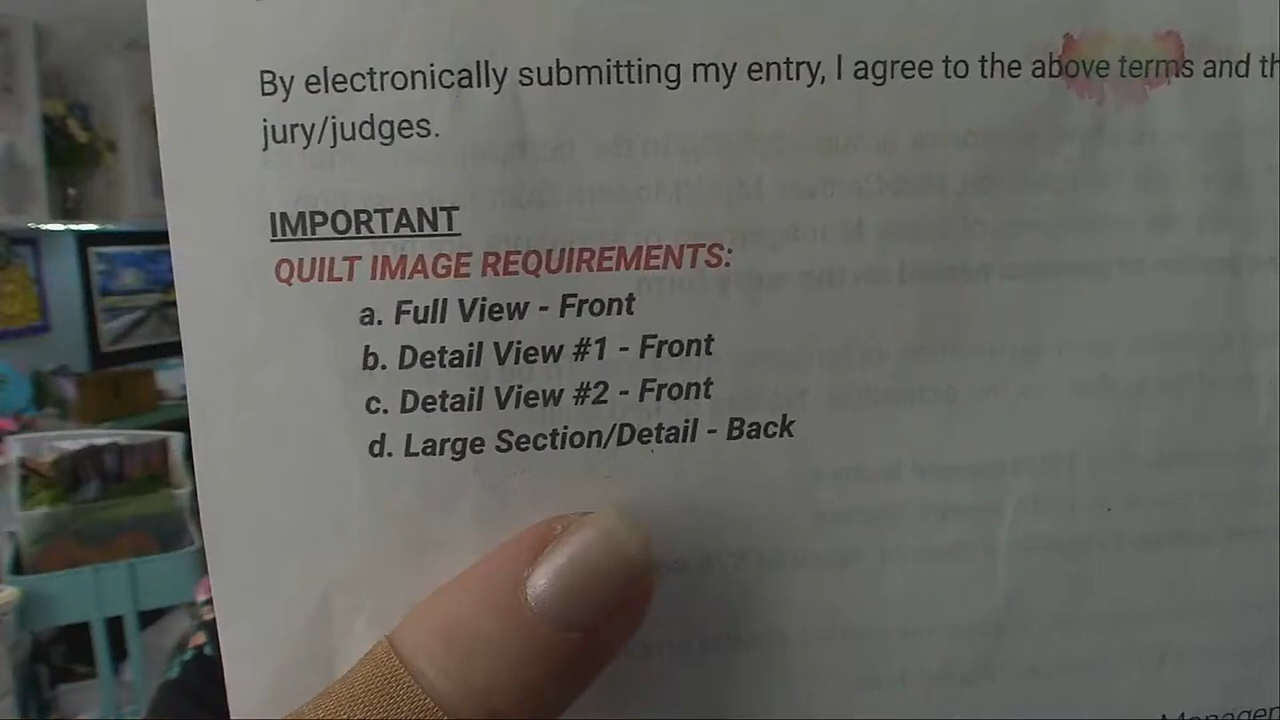 By electronically submitting my entry, I agree to the above terms and th
jury/judges.
IMPORTANT
QUILT IMAGE REQUIREMENTS:
a. Full View - Front
b. Detail View #1 - Front
c. Detail View #2 - Front
d. Large Section/Detail - Back